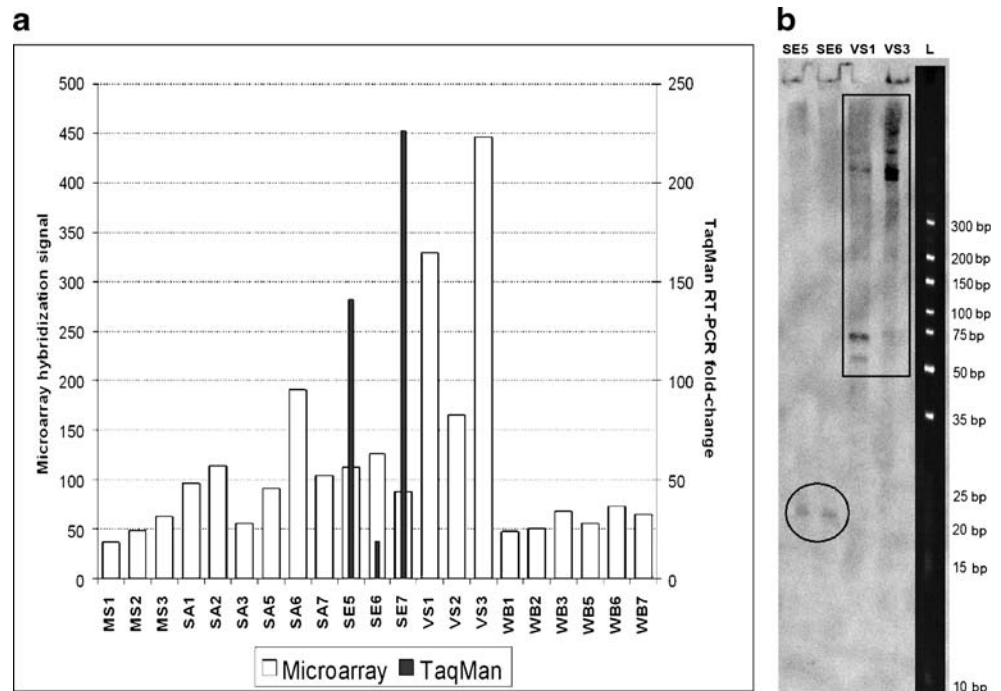 a
Microarray hybridization signal
500
450
400
350
300
250
200
150
100
50
0
250
200
150
100
50
0
TaqMan RT-PCR fold-change
MS1 MS2 MS3 SA1 SA2 SA3 SA5 SA6 SA7 SE5 SE6 SE7 VS1 VS2 VS3 WB1 WB2 WB3 WB5 WB6 WB7
Microarray TaqMan
b
SE5 SE6 VS1 VS3 L
300 bp
200 bp
150 bp
100 bp
75 bp
50 bp
35 bp
25 bp
20 bp
15 bp
10 bp